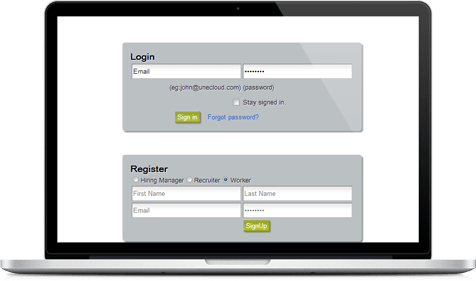 Login
Email ••••••••
(eg:john@unecloud.com) (password)
Stay signed in
Sign in Forgot password?
Register
Hiring Manager Recruiter Worker
First Name Last Name
Email ••••••••
SignUp